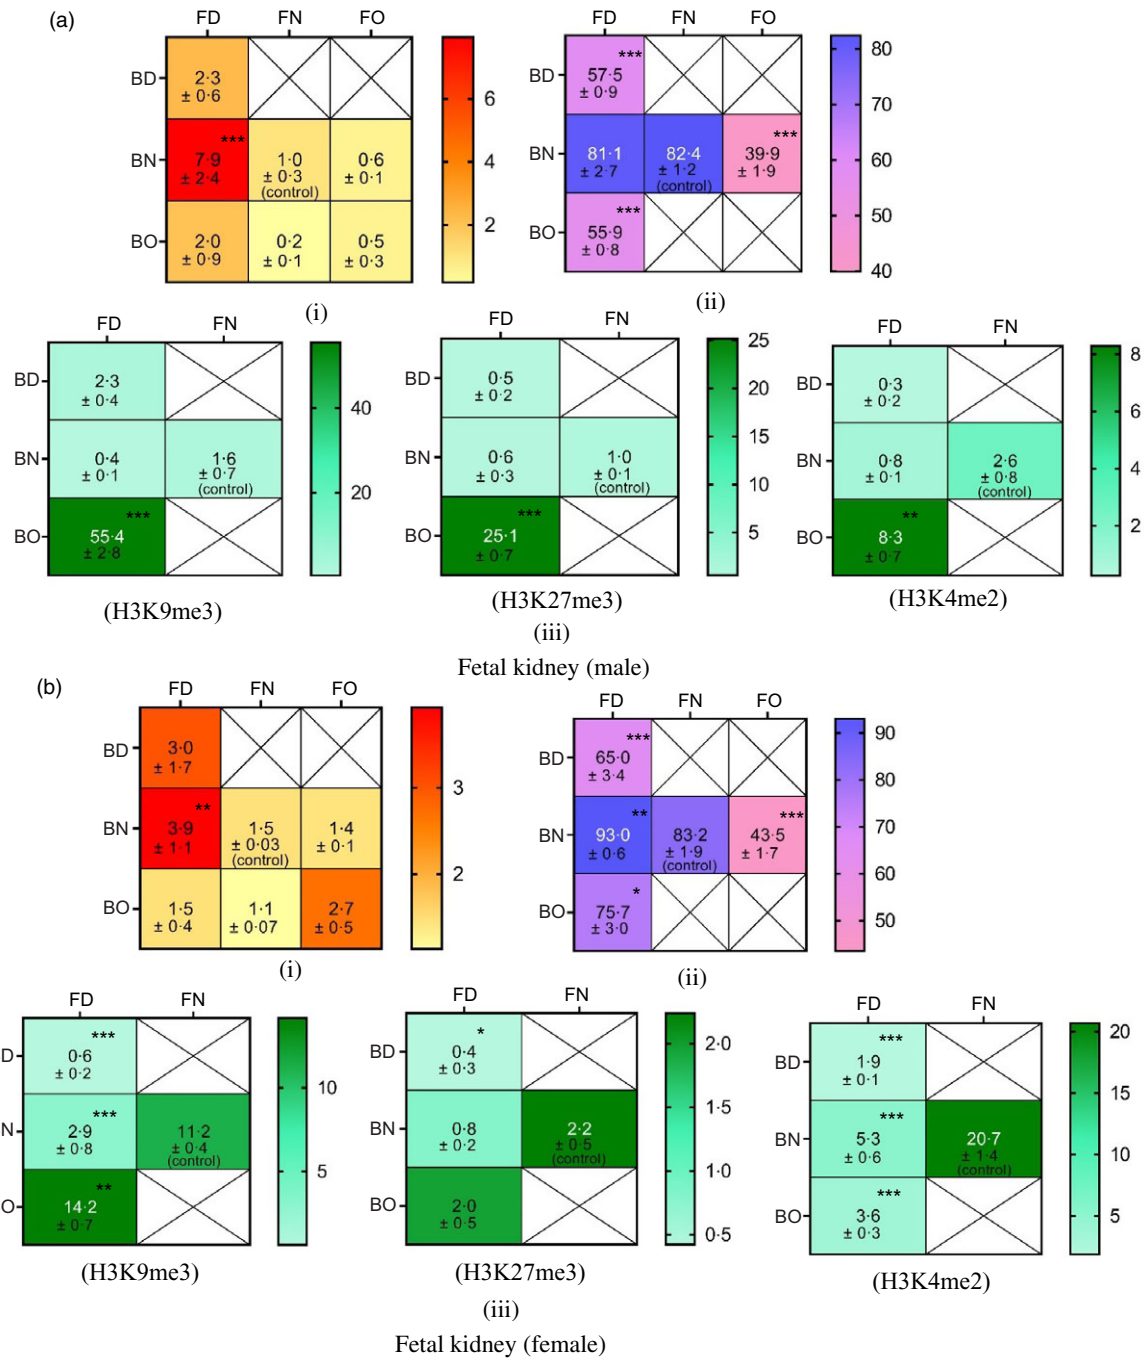 (a)
FD FN FO
BD 2·3 ± 0·6
BN 7·9 ± 2·4 *** 1·0 ± 0·3 (control) 0·6 ± 0·1
BO 2·0 ± 0·9 0·2 ± 0·1 0·5 ± 0·3
6
4
2
(i)
FD FN FO
BD 57·5 ± 0·9 ***
BN 81·1 ± 2·7 82·4 ± 1·2 (control) 39·9 ± 1·9 ***
BO 55·9 ± 0·8 ***
80
70
60
50
40
(ii)
FD FN
BD 2·3 ± 0·4
BN 0·4 ± 0·1 1·6 ± 0·7 (control)
BO 55·4 ± 2·8 ***
40
20
(H3K9me3)
FD FN
BD 0·5 ± 0·2
BN 0·6 ± 0·3 1·0 ± 0·1 (control)
BO 25·1 ± 0·7 ***
25
20
15
10
5
(H3K27me3)
FD FN
BD 0·3 ± 0·2
BN 0·8 ± 0·1 2·6 ± 0·8 (control)
BO 8·3 ± 0·7 **
8
6
4
2
(H3K4me2)
(iii)
Fetal kidney (male)
(b)
FD FN FO
BD 3·0 ± 1·7
BN 3·9 ± 1·1 ** 1·5 ± 0·03 (control) 1·4 ± 0·1
BO 1·5 ± 0·4 1·1 ± 0·07 2·7 ± 0·5
3
2
(i)
FD FN FO
BD 65·0 ± 3·4 ***
BN 93·0 ± 0·6 ** 83·2 ± 1·9 (control) 43·5 ± 1·7 ***
BO 75·7 ± 3·0 *
90
80
70
60
50
(ii)
FD FN
D 0·6 ± 0·2 ***
N 2·9 ± 0·8 *** 11·2 ± 0·4 (control)
O 14·2 ± 0·7 **
10
5
(H3K9me3)
FD FN
BD 0·4 ± 0·3 *
BN 0·8 ± 0·2 2·2 ± 0·5 (control)
BO 2·0 ± 0·5
2·0
1·5
1·0
0·5
(H3K27me3)
FD FN
BD 1·9 ± 0·1 ***
BN 5·3 ± 0·6 *** 20·7 ± 1·4 (control)
BO 3·6 ± 0·3 ***
20
15
10
5
(H3K4me2)
(iii)
Fetal kidney (female)